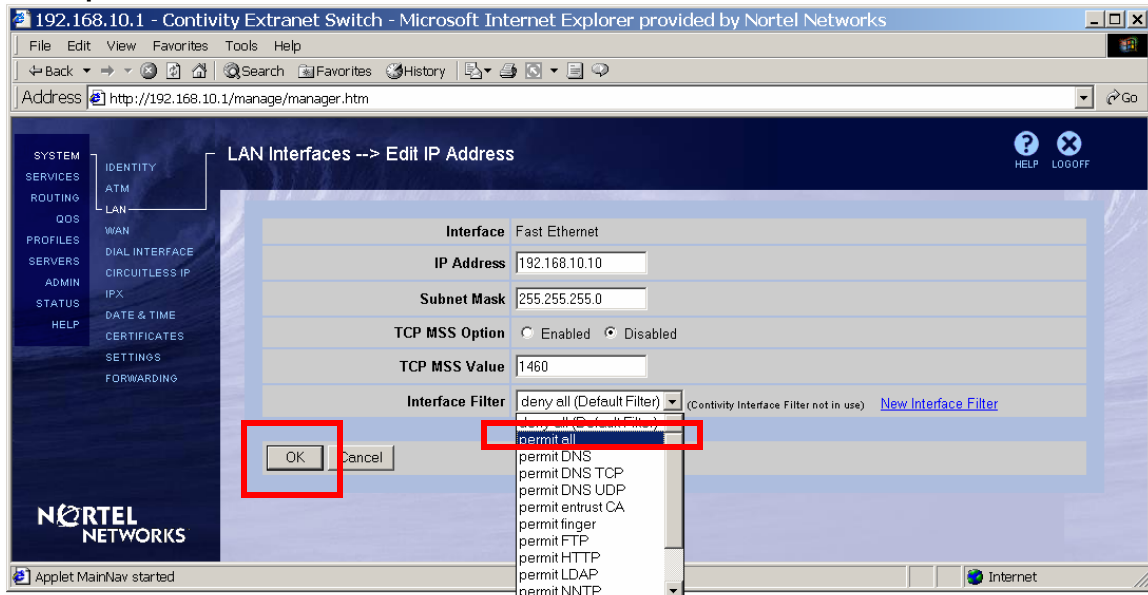 192.168.10.1 - Contivity Extranet Switch - Microsoft Internet Explorer provided by Nortel Networks
File Edit View Favorites Tools Help
Back Search Favorites History
Address http://192.168.10.1/manage/manager.htm Go
SYSTEM
SERVICES
ROUTING
QOS
PROFILES
SERVERS
ADMIN
STATUS
HELP
IDENTITY
ATM
LAN
WAN
DIAL INTERFACE
CIRCUITLESS IP
IPX
DATE & TIME
CERTIFICATES
SETTINGS
FORWARDING
LAN Interfaces --> Edit IP Address
HELP LOGOFF
Interface Fast Ethernet
IP Address 192.168.10.10
Subnet Mask 255.255.255.0
TCP MSS Option Enabled Disabled
TCP MSS Value 1460
Interface Filter deny all (Default Filter) (Contivity Interface Filter not in use) New Interface Filter
deny all (Default Filter)
permit all
permit DNS
permit DNS TCP
permit DNS UDP
permit entrust CA
permit finger
permit FTP
permit HTTP
permit LDAP
permit NNTP
OK Cancel
NORTEL
NETWORKS
Applet MainNav started Internet